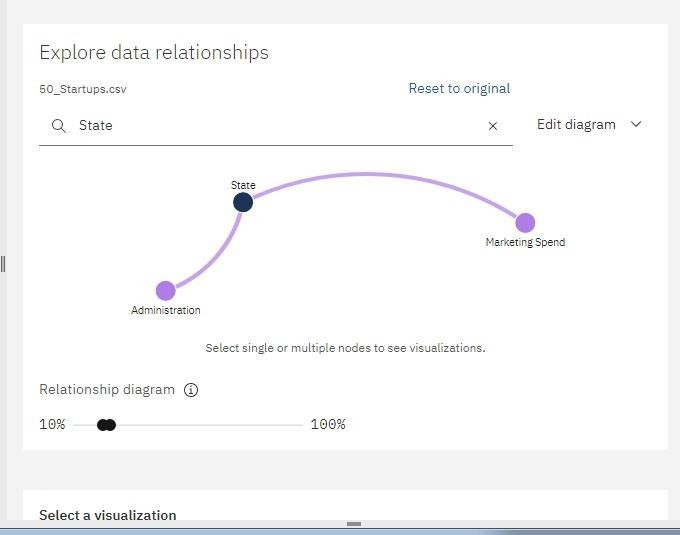 Explore data relationships
50_Startups.csv
Reset to original
State
Edit diagram
State
Marketing Spend
Administration
Select single or multiple nodes to see visualizations.
Relationship diagram
10%
100%
Select a visualization